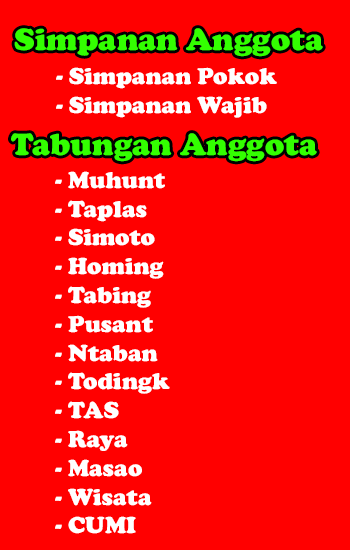 Simpanan Anggota
- Simpanan Pokok
- Simpanan Wajib
Tabungan Anggota
- Muhunt
- Taplas
- Simoto
- Homing
- Tabing
- Pusant
- Ntaban
- Todingk
- TAS
- Raya
- Masao
- Wisata
- CUMI